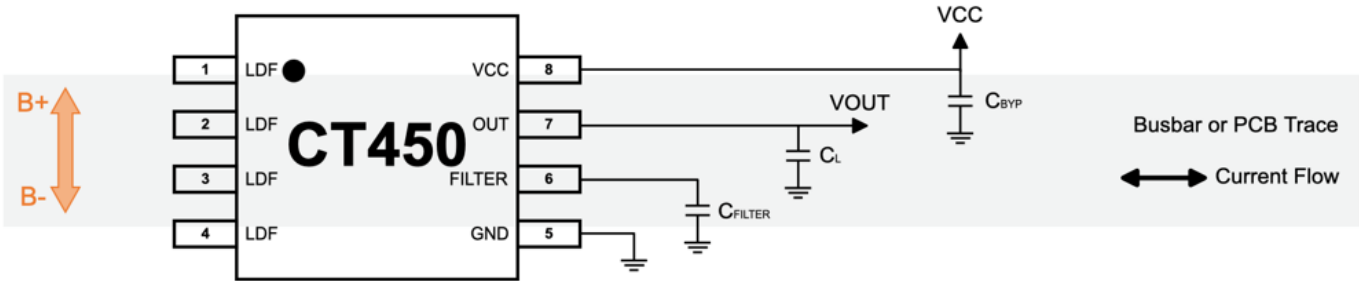 VCC
1 LDF VCC 8
B+
2 LDF OUT 7 VOUT
CBYP
Busbar or PCB Trace
CT450
CL
3 LDF FILTER 6
Current Flow
B-
CFILTER
4 LDF GND 5